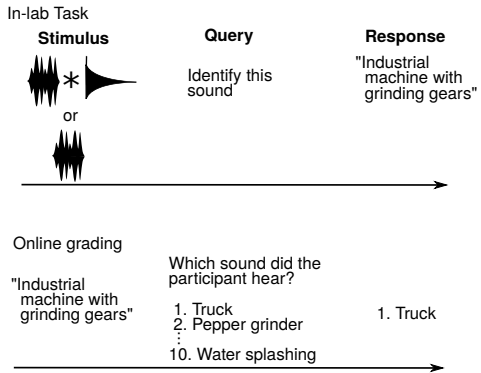 In-lab Task
Stimulus
Query
Response
*
or
Identify this
sound
"Industrial
machine with
grinding gears"
Online grading
"Industrial
machine with
grinding gears"
Which sound did the
participant hear?
1. Truck
2. Pepper grinder
⋮
10. Water splashing
1. Truck